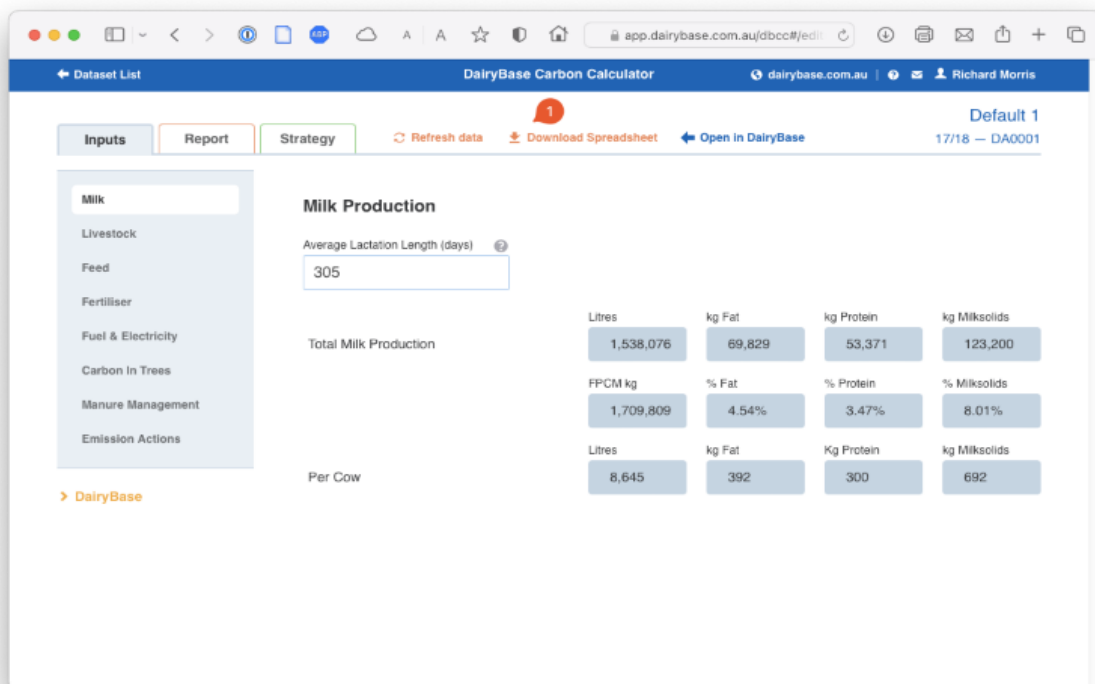 ABP
A A
app.dairybase.com.au/dbcc#/edi
Dataset List
DairyBase Carbon Calculator
dairybase.com.au | ? Richard Morris
1
Default 1
Inputs Report Strategy Refresh data Download Spreadsheet Open in DairyBase 17/18 — DA0001
Milk
Livestock
Feed
Fertiliser
Fuel & Electricity
Carbon In Trees
Manure Management
Emission Actions
DairyBase
Milk Production
Average Lactation Length (days) ?
305
Litres kg Fat kg Protein kg Milksolids
Total Milk Production 1,538,076 69,829 53,371 123,200
FPCM kg % Fat % Protein % Milksolids
1,709,809 4.54% 3.47% 8.01%
Litres kg Fat Kg Protein kg Milksolids
Per Cow 8,645 392 300 692